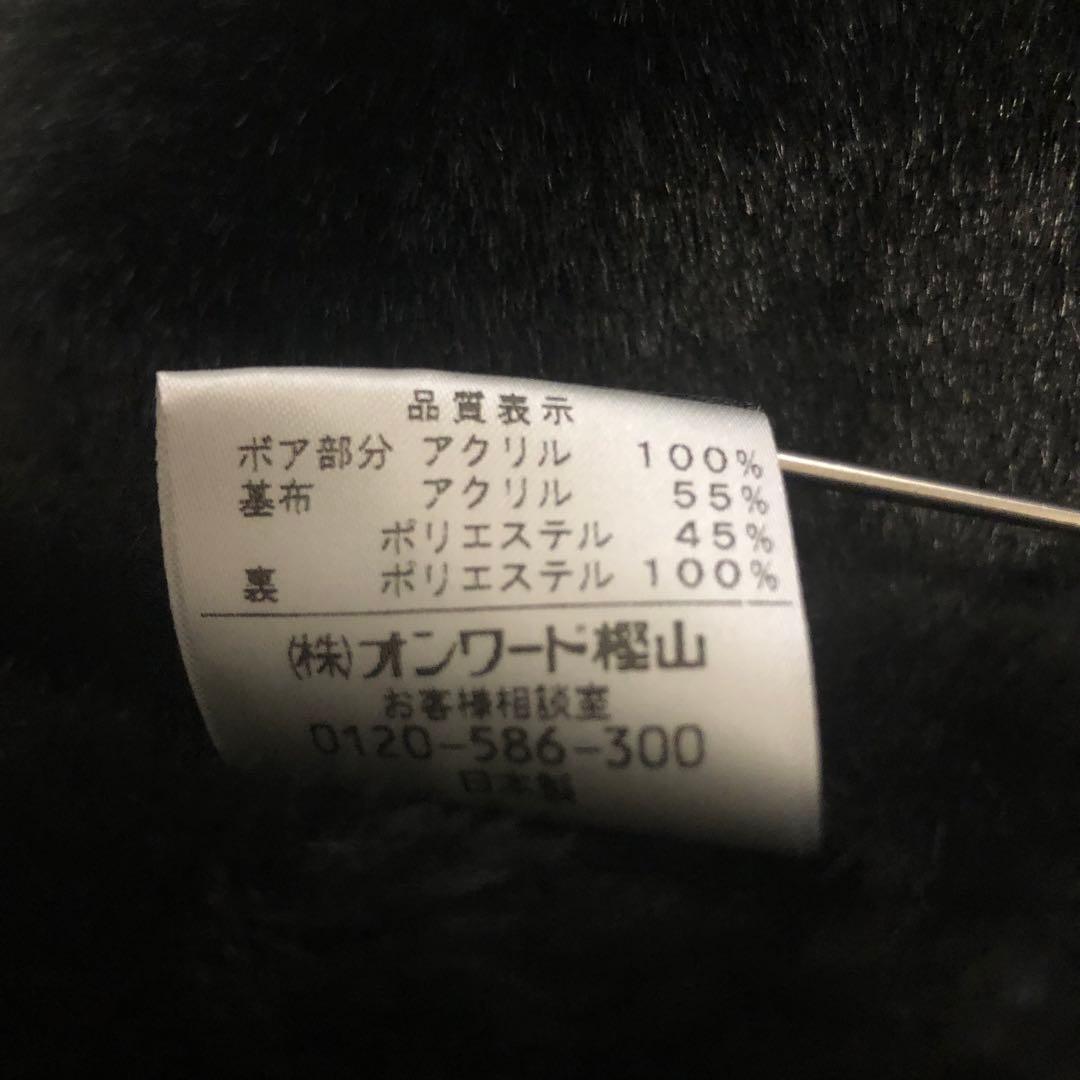 品質表示
ボア部分 アクリル 100%
基布 アクリル 55%
ポリエステル 45%
裏 ポリエステル 100%
(株)オンワード樫山
お客様相談室
0120-586-300
日本製